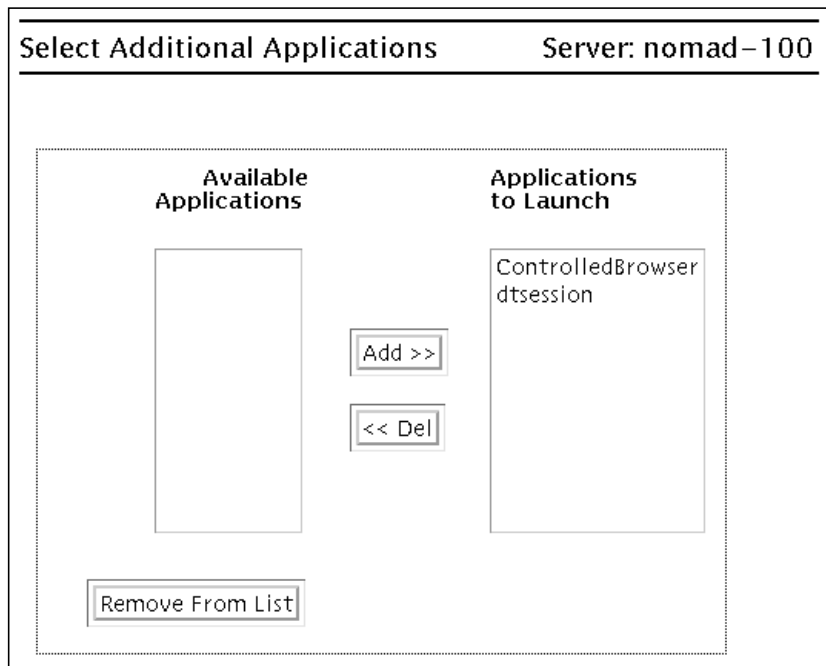 Select Additional Applications
Server: nomad-100
Available
Applications
Applications
to Launch
ControlledBrowser
dtsession
Add >>
<< Del
Remove From List